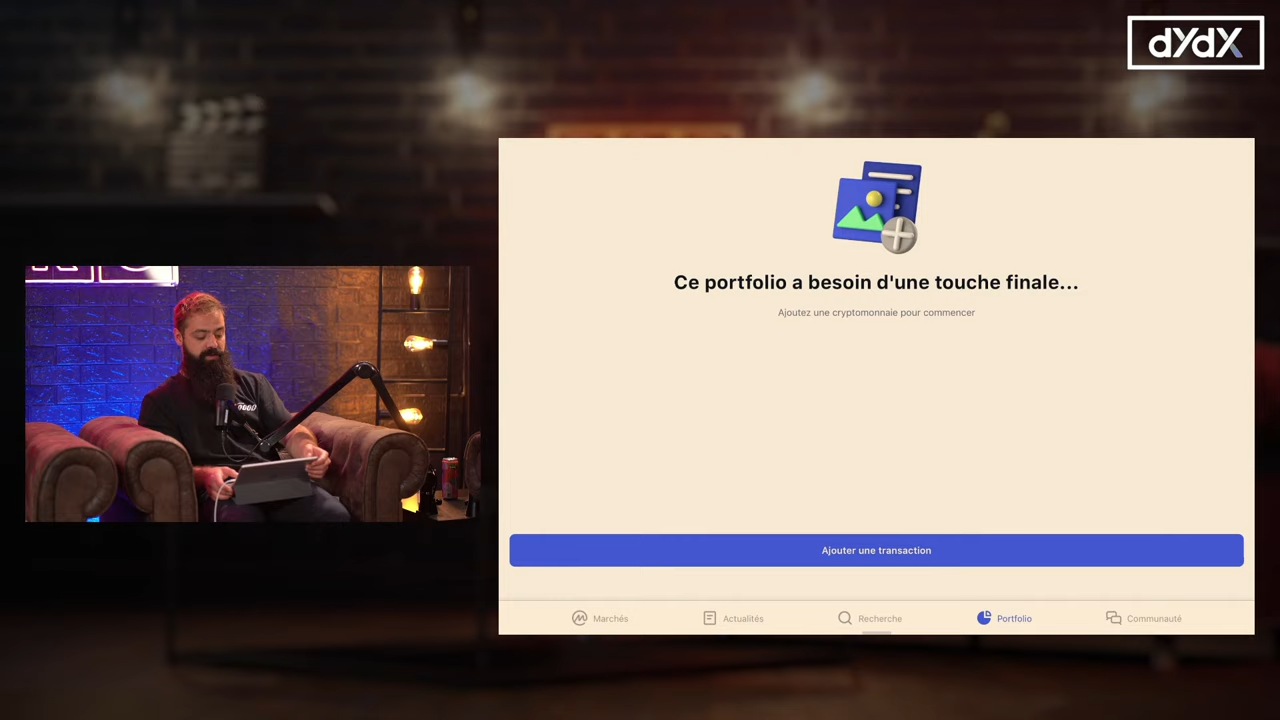 dYdX
Ce portfolio a besoin d'une touche finale...
Ajoutez une cryptomonnaie pour commencer
Ajouter une transaction
Marchés
Actualités
Recherche
Portfolio
Communauté